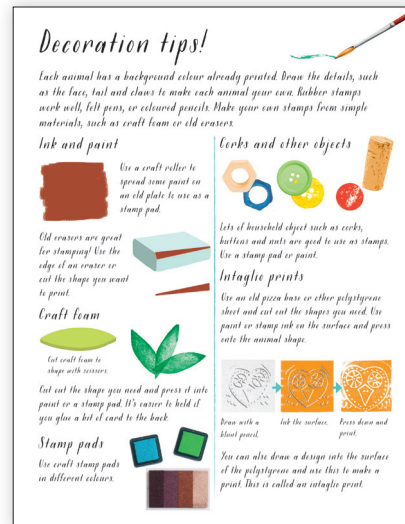 Decoration tips!
Each animal has a background colour already printed. Draw the details, such
as the face, tail and claws to make each animal your own. Rubber stamps
work well, felt pens, or coloured pencils. Make your own stamps from simple
materials, such as craft foam or old erasers.
Ink and paint
Use a craft roller to
spread some paint on
an old plate to use as a
stamp pad.
Old erasers are great
for stamping! Use the
edge of an eraser or
cut the shape you want
to print.
Craft foam
Cut craft foam to
shape with scissors.
Cut out the shape you need and press it into
paint or a stamp pad. It's easier to hold if
you glue a bit of card to the back.
Stamp pads
Use craft stamp pads
in different colours.
Corks and other objects
Lots of household object such as corks,
buttons and nuts are good to use as stamps.
Use a stamp pad or paint.
Intaglio prints
Use an old pizza base or other polystyrene
sheet and cut out the shapes you need. Use
paint or stamp ink on the surface and press
onto the animal shape.
Draw with a
blunt pencil.
Ink the surface.
Press down and
print.
You can also draw a design into the surface
of the polystyrene and use this to make a
print. This is called an intaglio print.